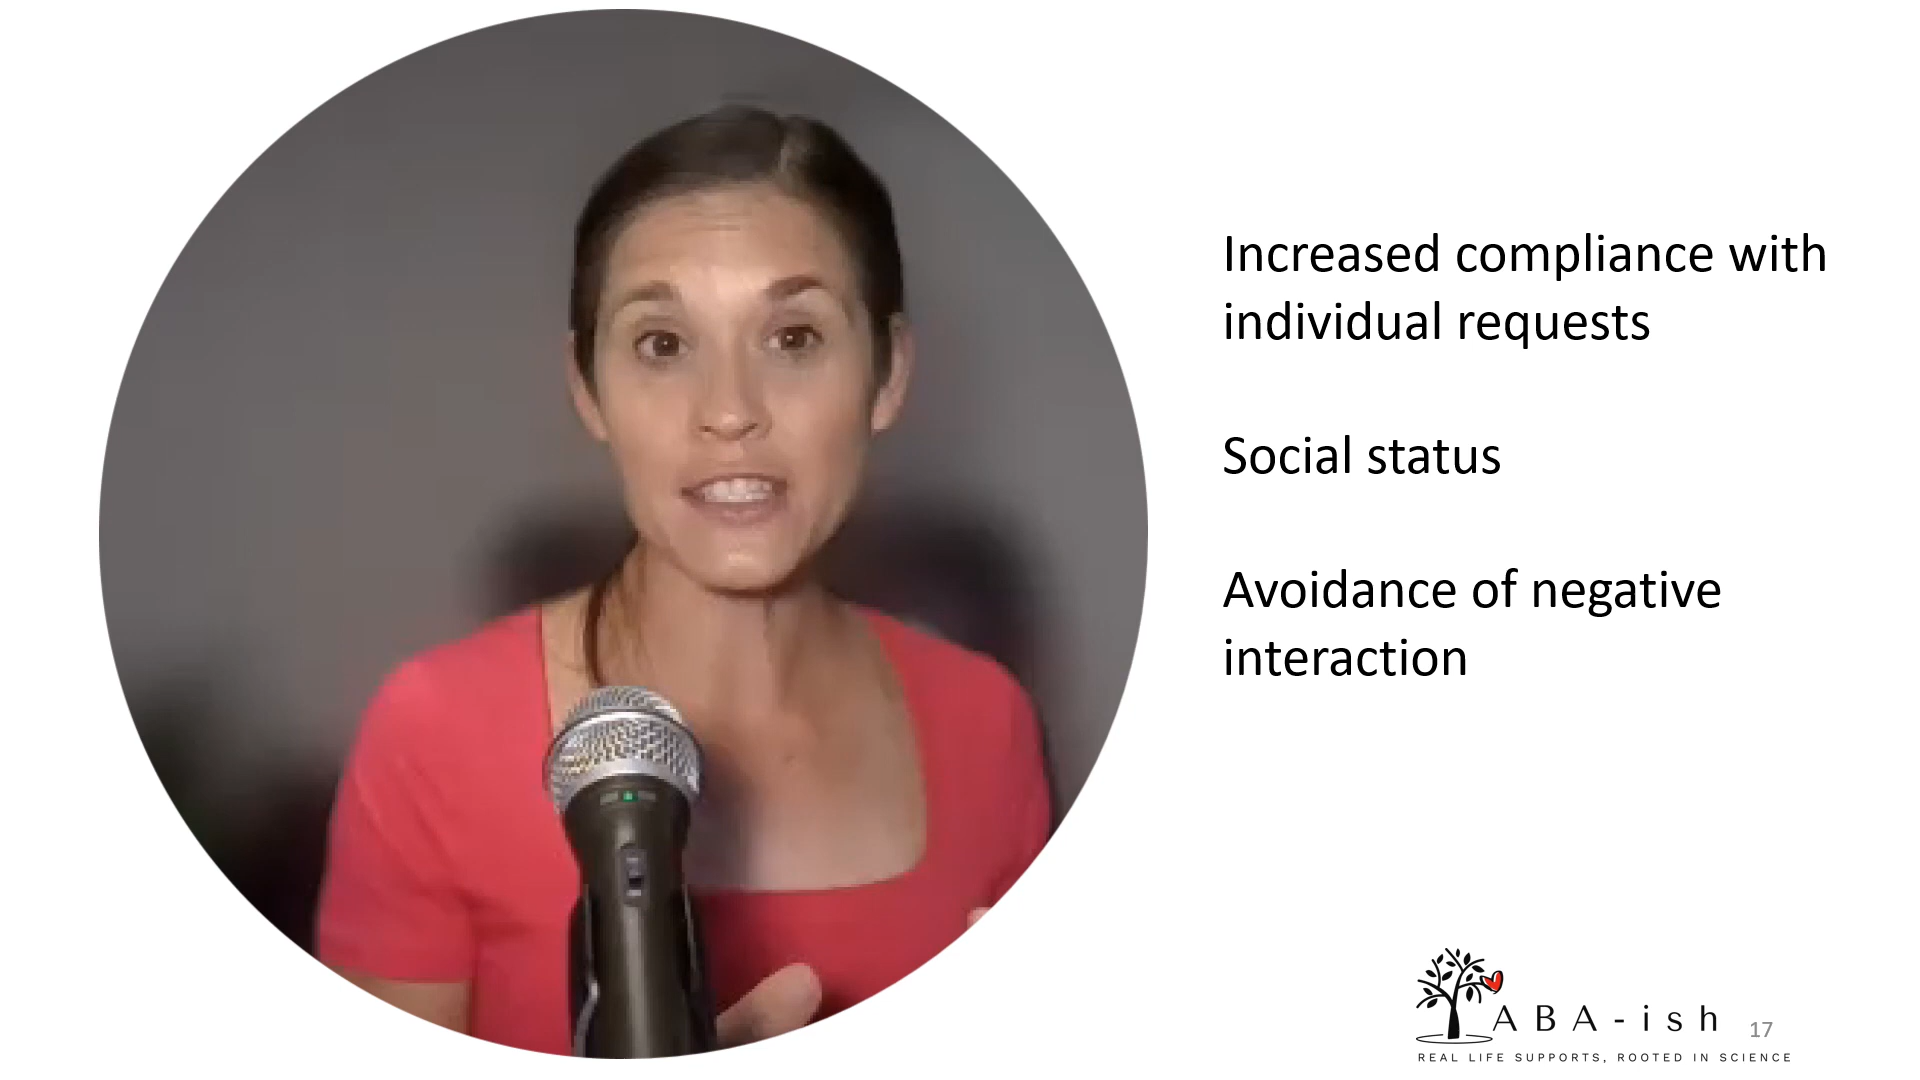 Increased compliance with
individual requests
Social status
Avoidance of negative
interaction
ABA-ish
17
REAL LIFE SUPPORTS, ROOTED IN SCIENCE